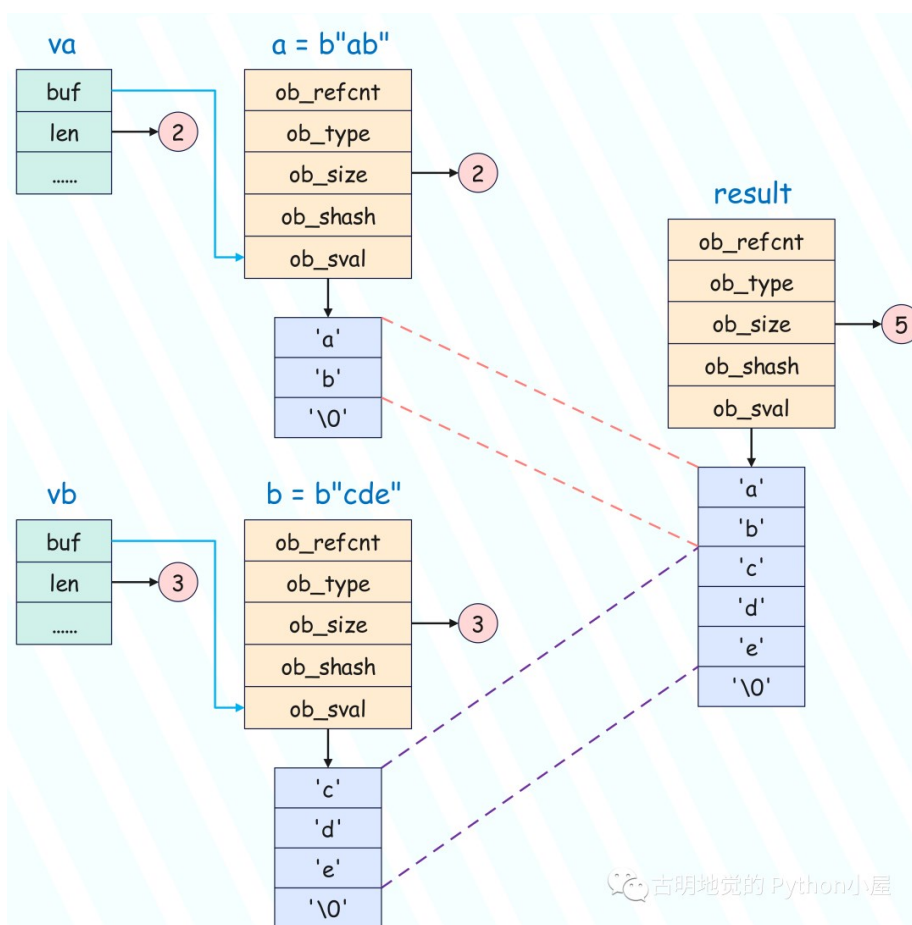 va
buf
len
2
......
a = b"ab"
ob_refcnt
ob_type
ob_size
2
ob_shash
ob_sval
'a'
'b'
'\0'
result
ob_refcnt
ob_type
ob_size
5
ob_shash
ob_sval
'a'
'b'
'c'
'd'
'e'
'\0'
vb
buf
len
3
......
b = b"cde"
ob_refcnt
ob_type
ob_size
3
ob_shash
ob_sval
'c'
'd'
'e'
'\0'
古明地觉的 Python小屋